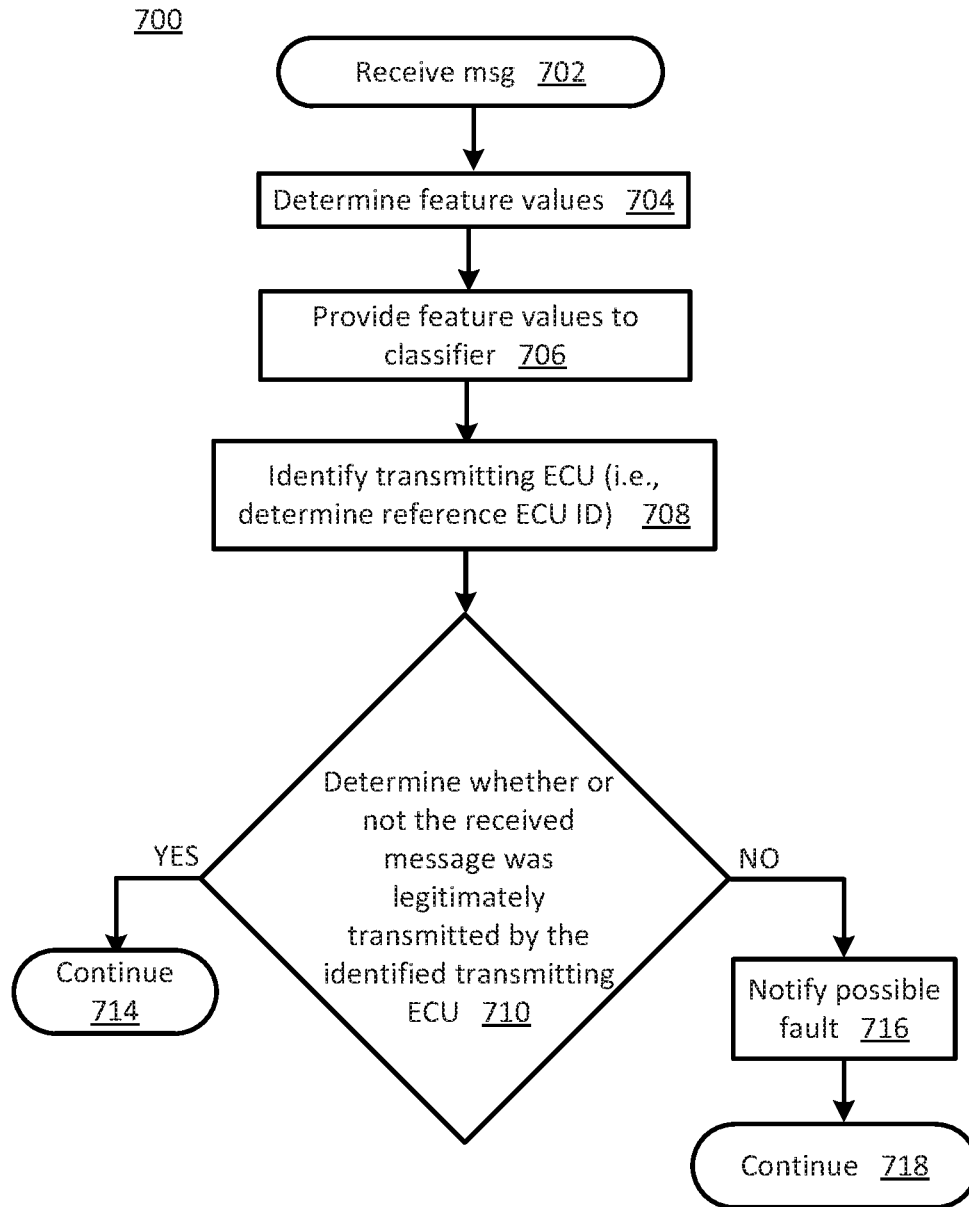 700
Receive msg 702
Determine feature values 704
Provide feature values to
classifier 706
Identify transmitting ECU (i.e.,
determine reference ECU ID) 708
Determine whether or
not the received
message was
legitimately
transmitted by the
identified transmitting
ECU 710
YES
NO
Continue
714
Notify possible
fault 716
Continue 718